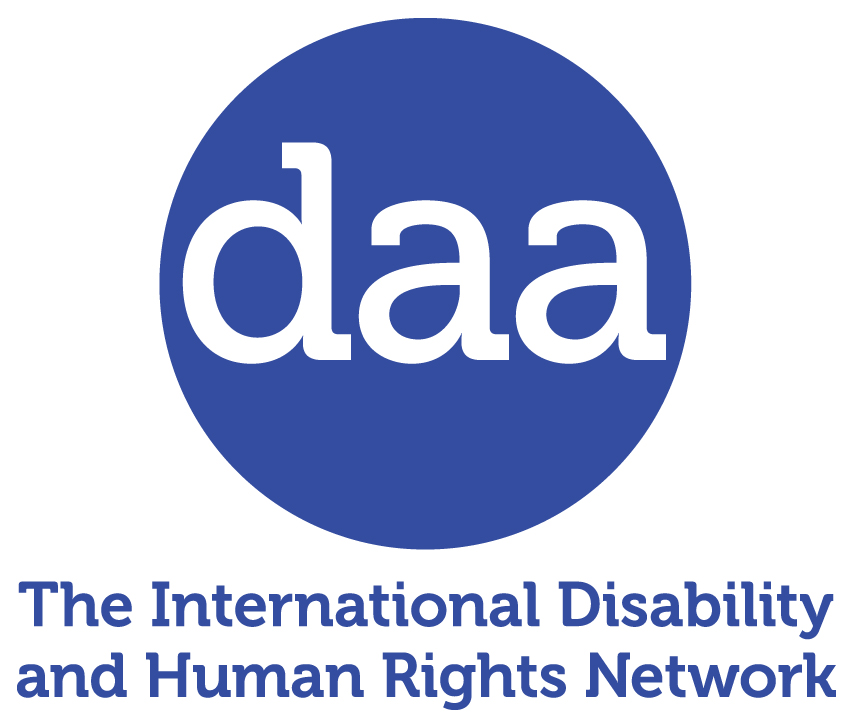 daa
The International Disability
and Human Rights Network